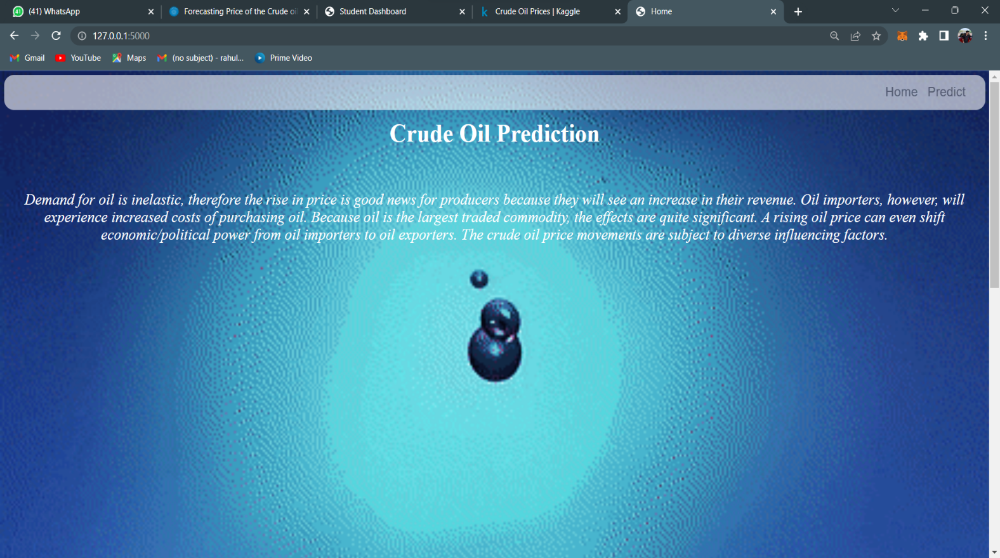 (41) WhatsApp
Forecasting Price of the Crude oil
Student Dashboard
Crude Oil Prices | Kaggle
Home
127.0.0.1:5000
Gmail
YouTube
Maps
(no subject) - rahul...
Prime Video
Home Predict
Crude Oil Prediction
Demand for oil is inelastic, therefore the rise in price is good news for producers because they will see an increase in their revenue. Oil importers, however, will
experience increased costs of purchasing oil. Because oil is the largest traded commodity, the effects are quite significant. A rising oil price can even shift
economic/political power from oil importers to oil exporters. The crude oil price movements are subject to diverse influencing factors.